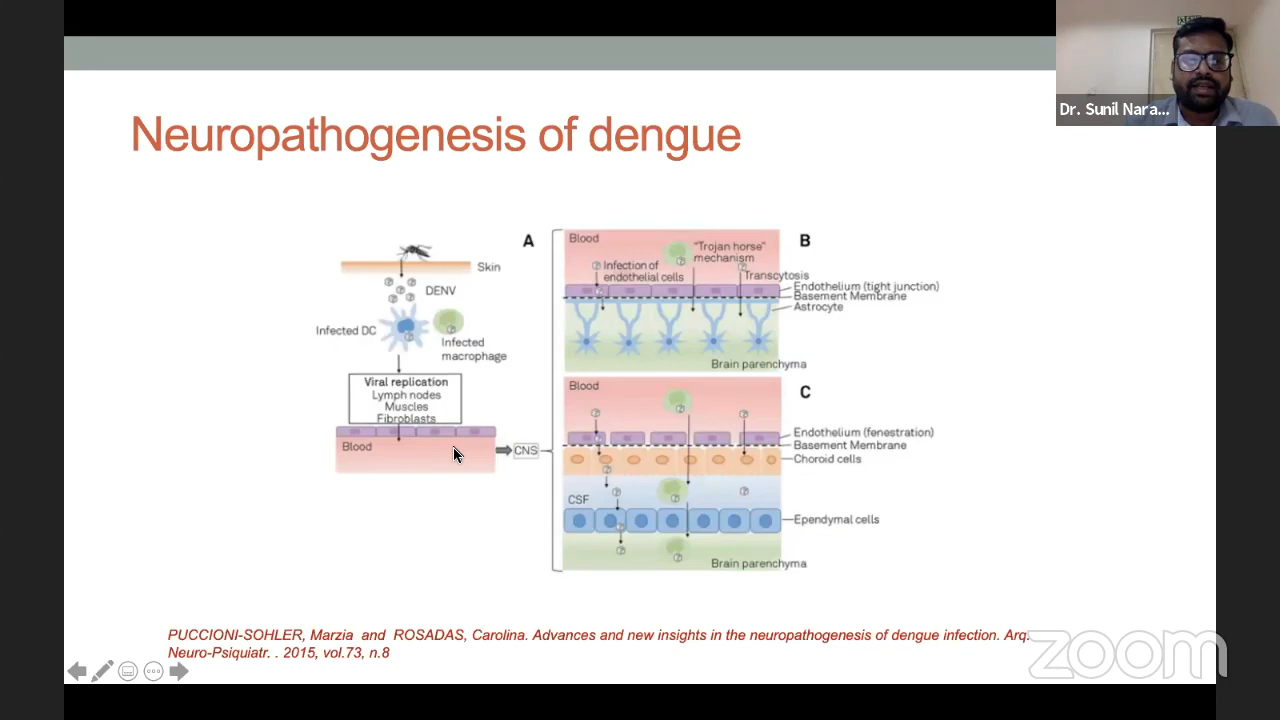 Dr. Sunil Nara...
Neuropathogenesis of dengue
A
Skin
DENV
Infected DC
Infected
macrophage
Viral replication
Lymph nodes
Muscles
Fibroblasts
Blood
CNS
B
Blood
"Trojan horse"
mechanism
Infection of
endothelial cells
Transcytosis
Endothelium (tight junction)
Basement Membrane
Astrocyte
Brain parenchyma
C
Blood
Endothelium (fenestration)
Basement Membrane
Choroid cells
CSF
Ependymal cells
Brain parenchyma
PUCCIONI-SOHLER, Marzia and ROSADAS, Carolina. Advances and new insights in the neuropathogenesis of dengue infection. Arq.
Neuro-Psiquiatr. . 2015, vol.73, n.8
zoom